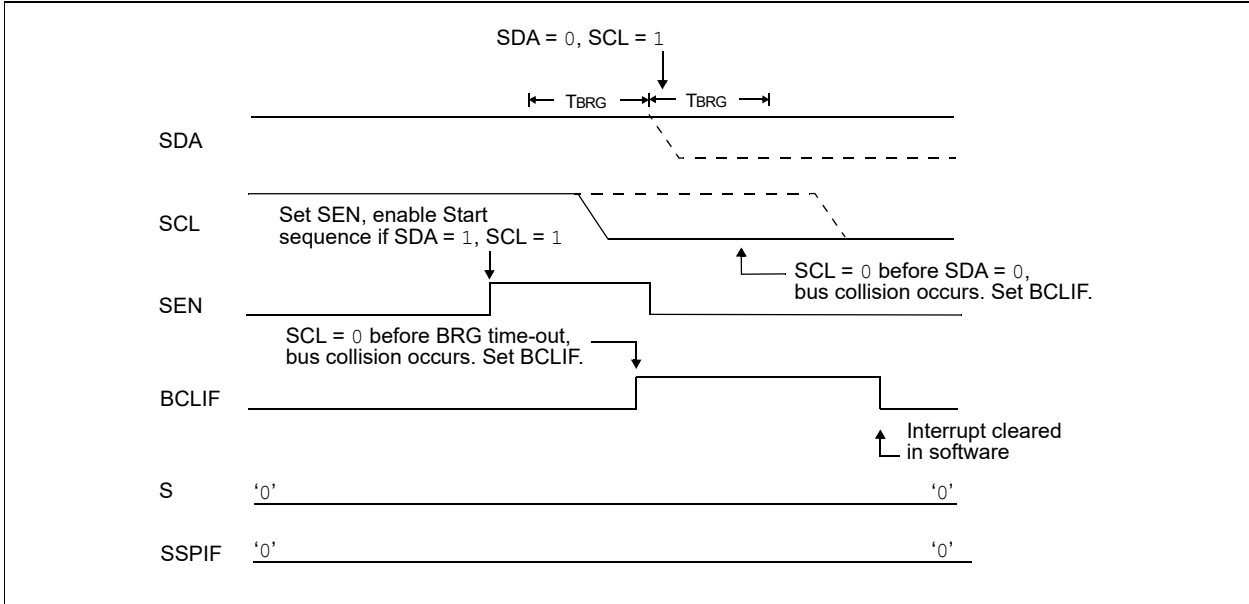 SDA = 0, SCL = 1
TBRG TBRG
SDA
SCL
Set SEN, enable Start
sequence if SDA = 1, SCL = 1
SCL = 0 before SDA = 0,
bus collision occurs. Set BCLIF.
SEN
SCL = 0 before BRG time-out,
bus collision occurs. Set BCLIF.
BCLIF
Interrupt cleared
in software
S ‘0’ ‘0’
SSPIF ‘0’ ‘0’